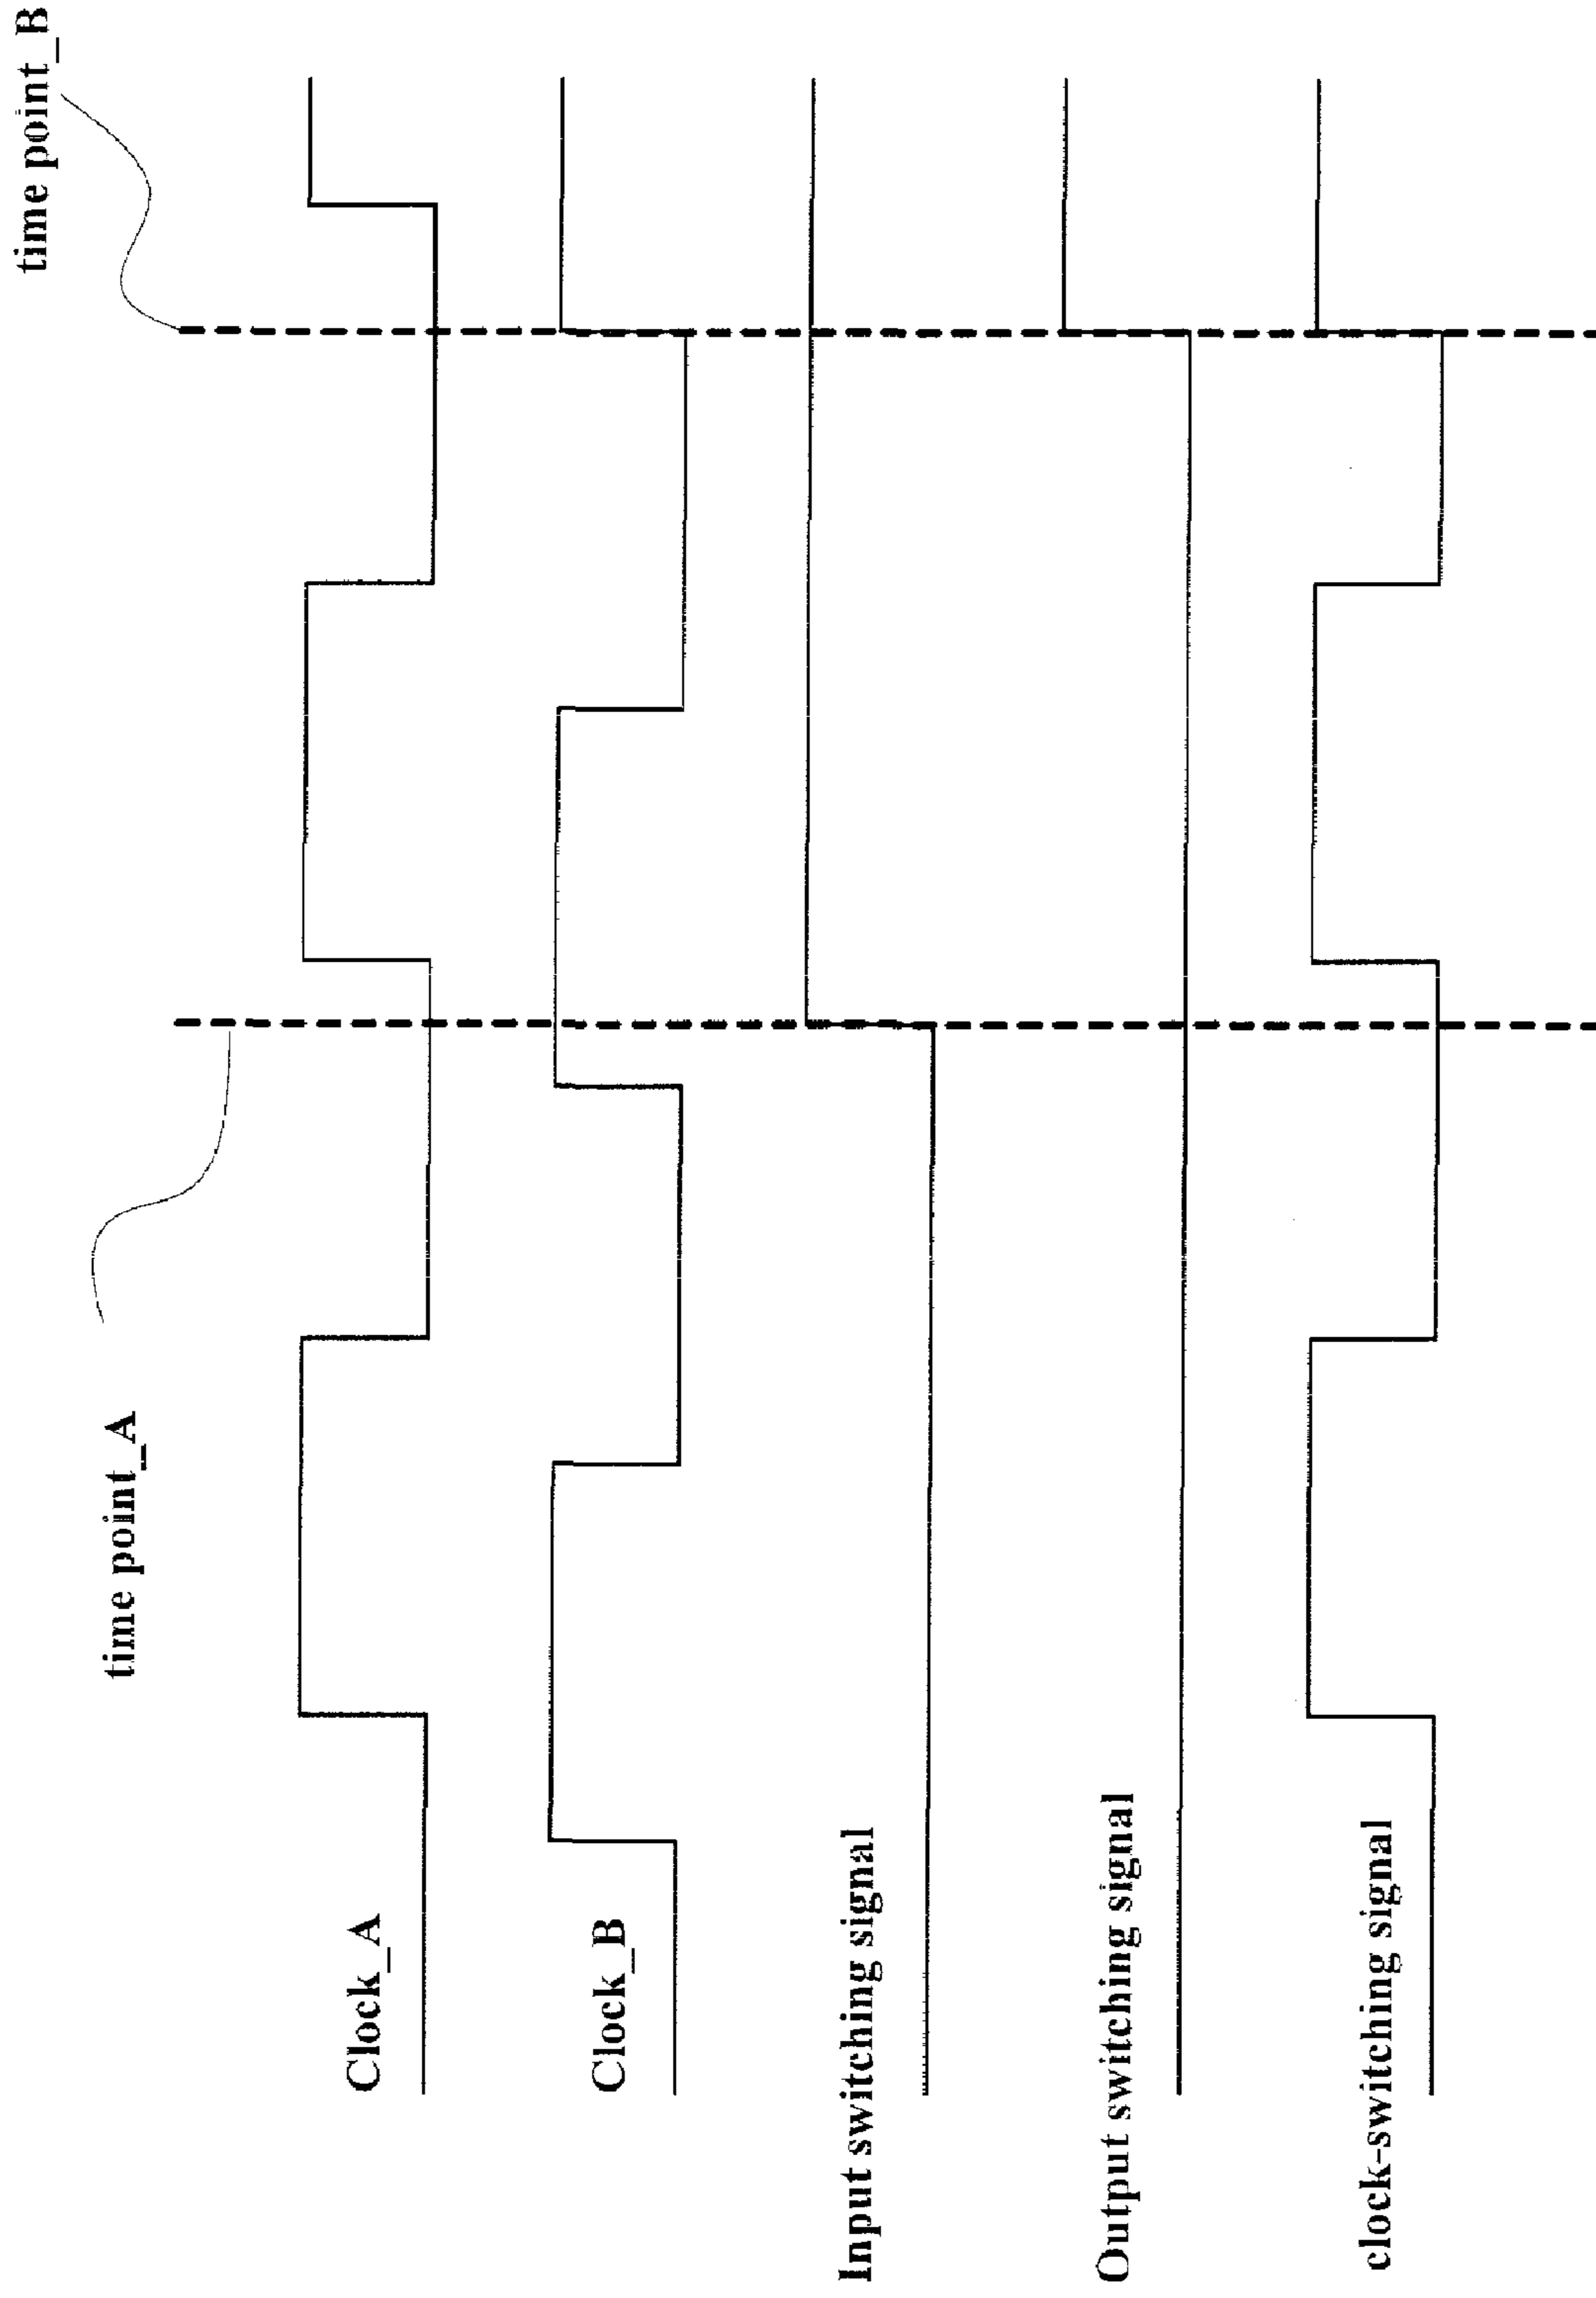 time point_A
time point_B
Clock_A
Clock_B
Input switching signal
Output switching signal
clock-switching signal